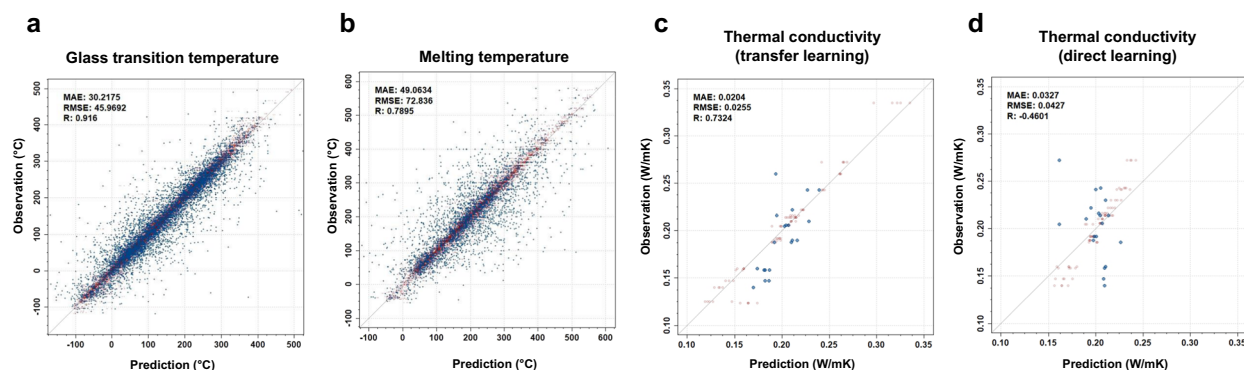 a
Glass transition temperature
MAE: 30.2175
RMSE: 45.9692
R: 0.916
Observation (°C)
500
400
300
200
100
0
-100
-100 0 100 200 300 400 500
Prediction (°C)
b
Melting temperature
MAE: 49.0634
RMSE: 72.836
R: 0.7895
Observation (°C)
600
500
400
300
200
100
0
-100
-100 0 100 200 300 400 500 600
Prediction (°C)
c
Thermal conductivity
(transfer learning)
MAE: 0.0204
RMSE: 0.0255
R: 0.7324
Observation (W/mK)
0.35
0.30
0.25
0.20
0.15
0.10
0.10 0.15 0.20 0.25 0.30 0.35
Prediction (W/mK)
d
Thermal conductivity
(direct learning)
MAE: 0.0327
RMSE: 0.0427
R: -0.4601
Observation (W/mK)
0.35
0.30
0.25
0.20
0.15
0.10
0.10 0.15 0.20 0.25 0.30 0.35
Prediction (W/mK)